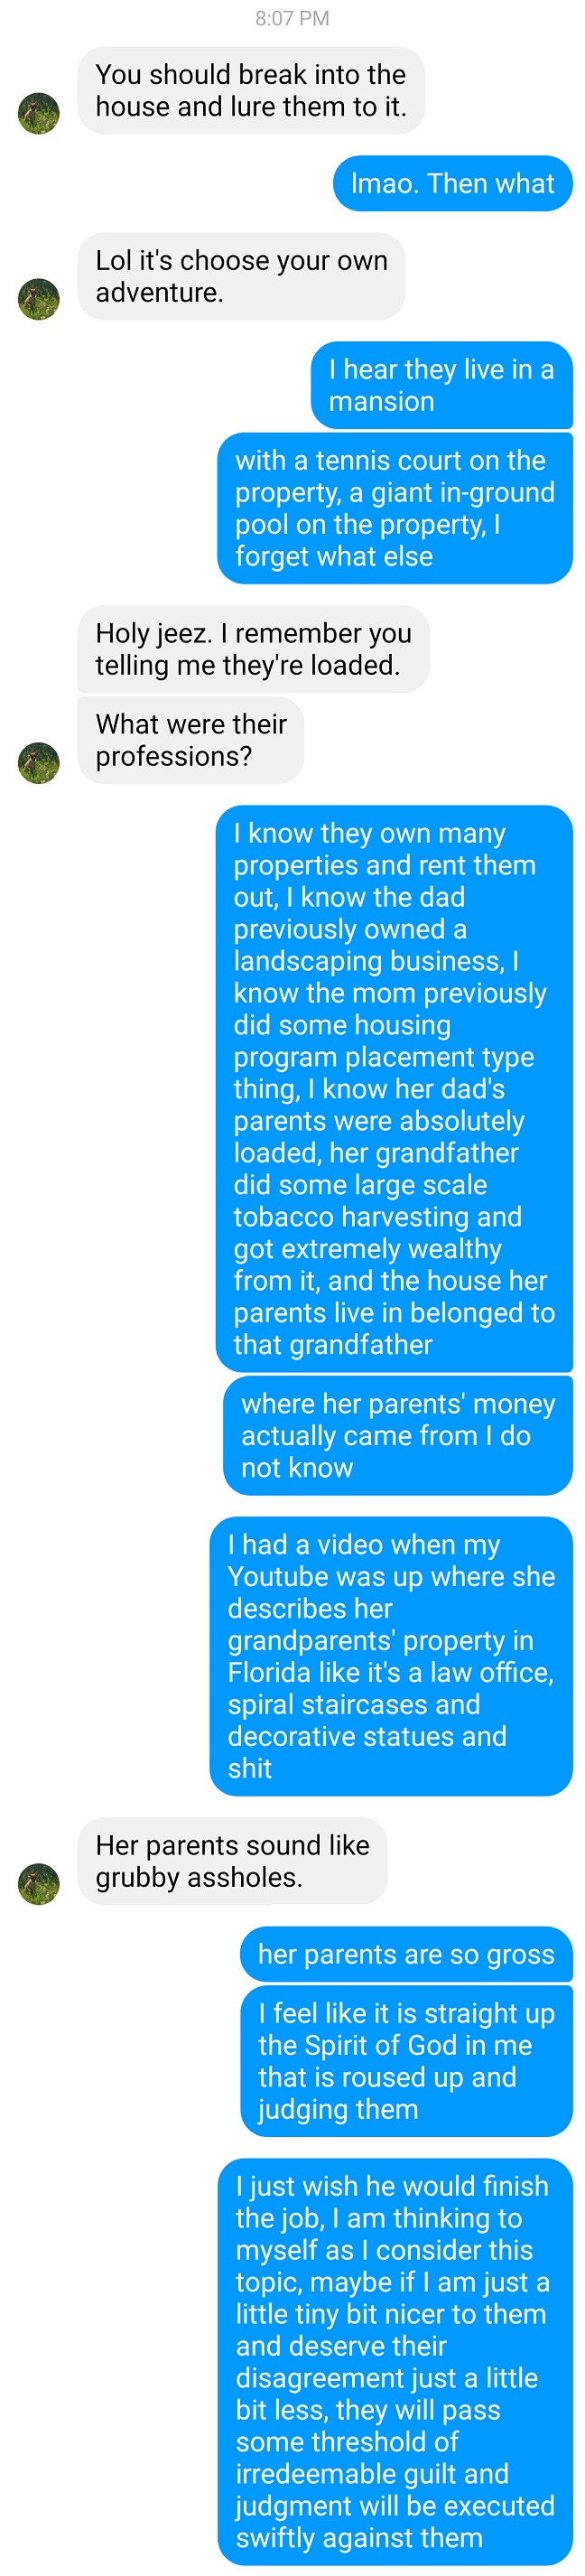 8:07 PM
You should break into the
house and lure them to it.
lmao. Then what
Lol it's choose your own
adventure.
I hear they live in a
mansion
with a tennis court on the
property, a giant in-ground
pool on the property, I
forget what else
Holy jeez. I remember you
telling me they're loaded.
What were their
professions?
I know they own many
properties and rent them
out, I know the dad
previously owned a
landscaping business, I
know the mom previously
did some housing
program placement type
thing, I know her dad's
parents were absolutely
loaded, her grandfather
did some large scale
tobacco harvesting and
got extremely wealthy
from it, and the house her
parents live in belonged to
that grandfather
where her parents' money
actually came from I do
not know
I had a video when my
Youtube was up where she
describes her
grandparents' property in
Florida like it's a law office,
spiral staircases and
decorative statues and
shit
Her parents sound like
grubby assholes.
her parents are so gross
I feel like it is straight up
the Spirit of God in me
that is roused up and
judging them
I just wish he would finish
the job, I am thinking to
myself as I consider this
topic, maybe if I am just a
little tiny bit nicer to them
and deserve their
disagreement just a little
bit less, they will pass
some threshold of
irredeemable guilt and
judgment will be executed
swiftly against them